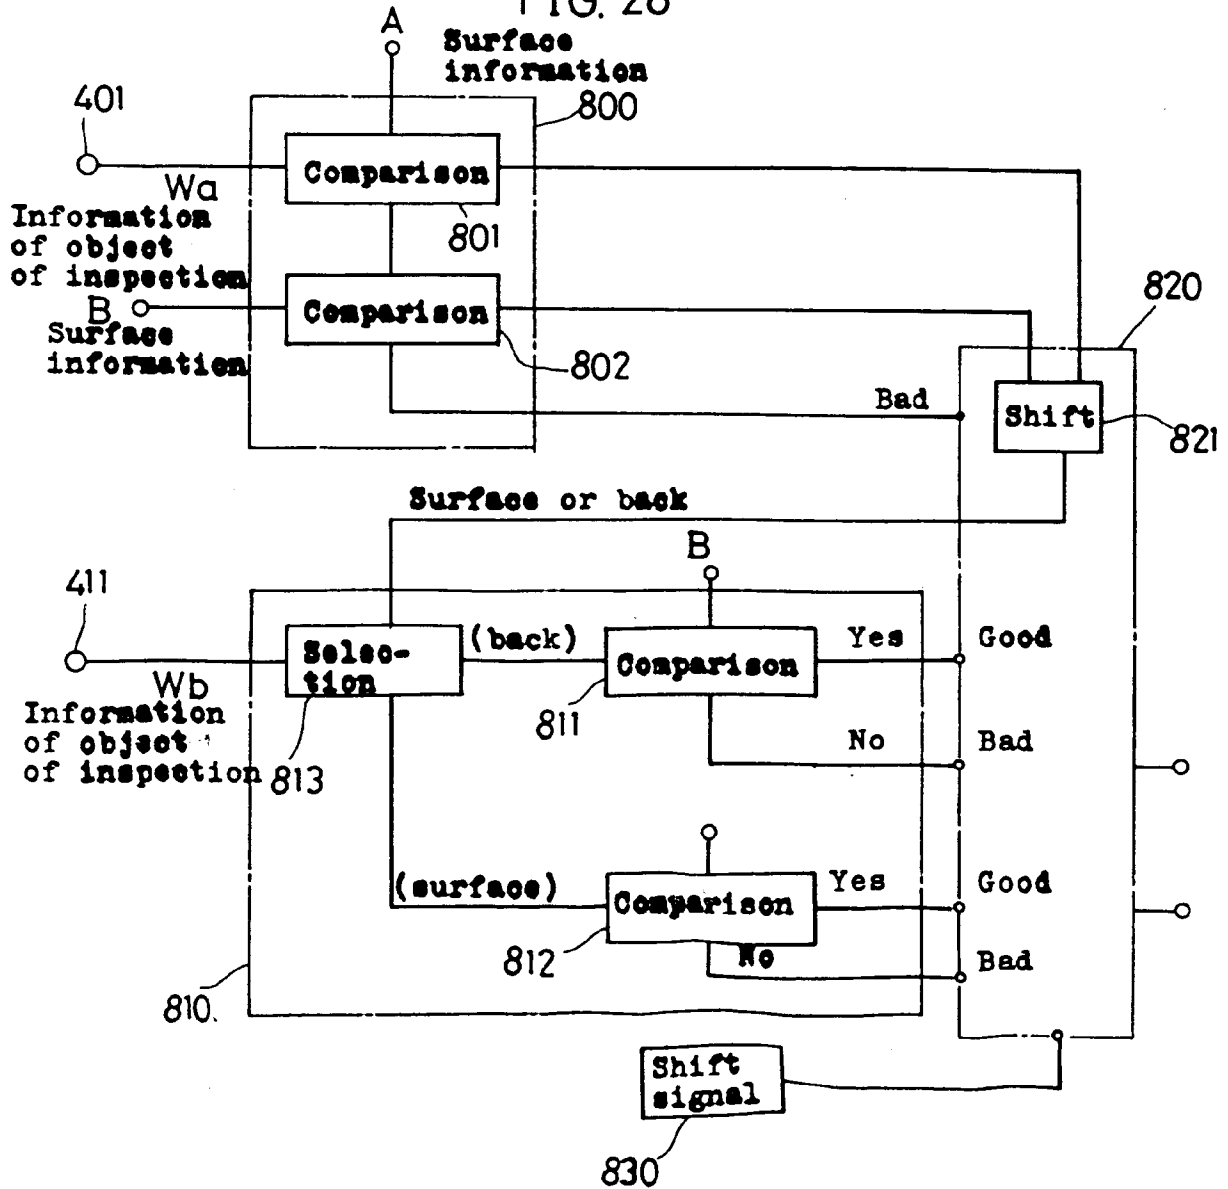 FIG. 28
A
Surface
information
401
800
Comparison
Wa
801
Information
of object
of inspection
B
Surface
information
Comparison
802
820
Bad
Shift
821
Surface or back
B
411
Selec-
tion
(back)
Comparison
Yes
Good
Wb
Information
of object
of inspection
813
811
No
Bad
(surface)
Comparison
Yes
Good
812
No
Bad
810
Shift
signal
830